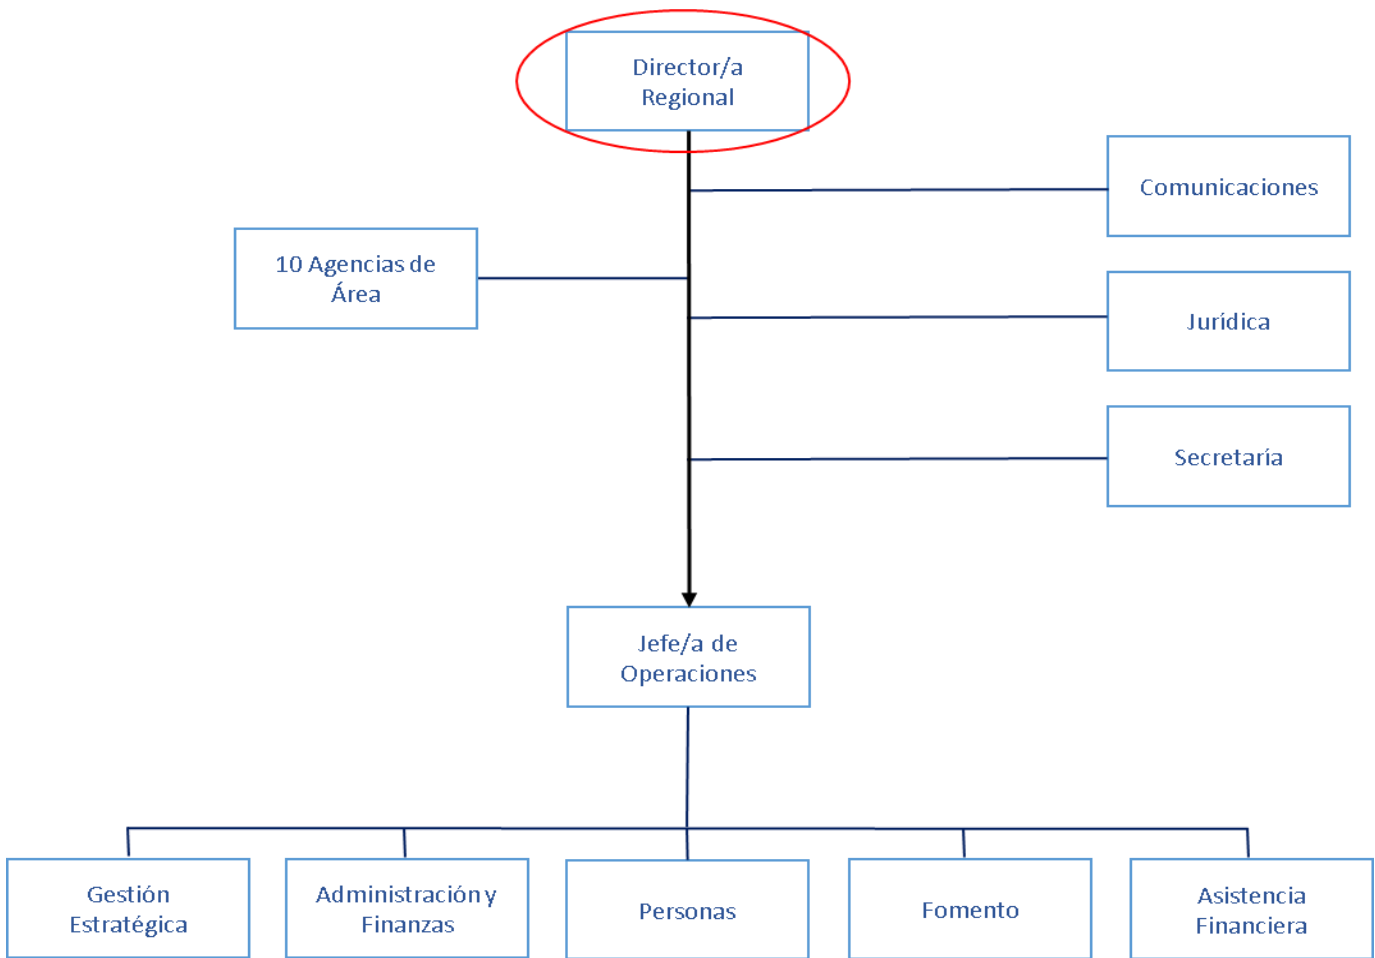 Director/a
Regional
Comunicaciones
10 Agencias de
Área
Jurídica
Secretaría
Jefe/a de
Operaciones
Gestión
Estratégica
Administración y
Finanzas
Personas
Fomento
Asistencia
Financiera